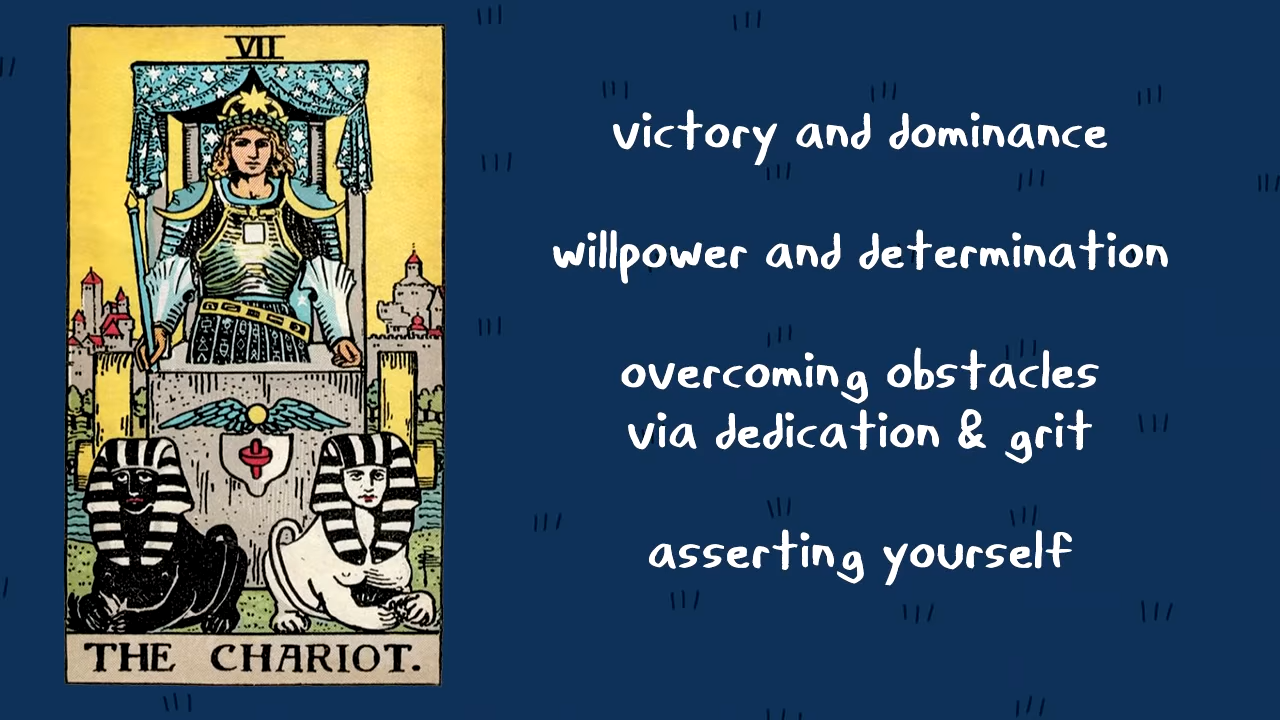 VII
THE CHARIOT.
victory and dominance
willpower and determination
overcoming obstacles
via dedication & grit
asserting yourself